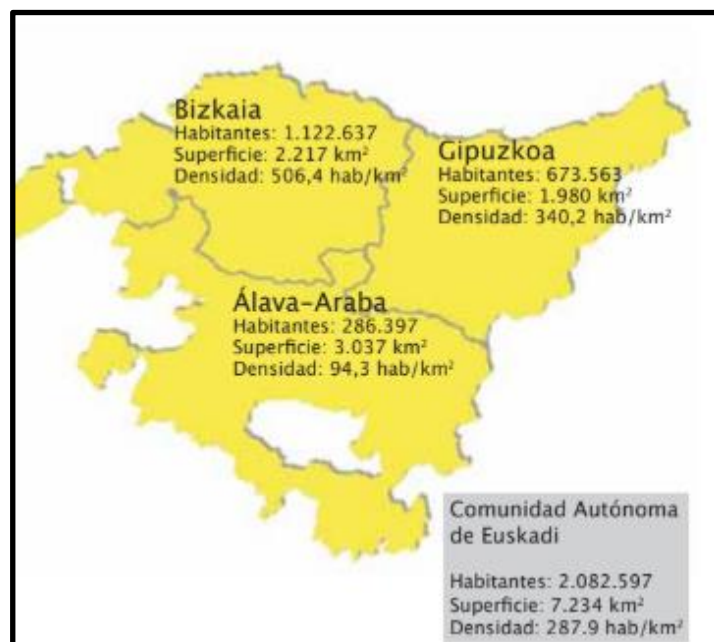 Bizkaia
Habitantes: 1.122.637
Superficie: 2.217 km²
Densidad: 506,4 hab/km²
Gipuzkoa
Habitantes: 673.563
Superficie: 1.980 km²
Densidad: 340,2 hab/km²
Álava-Araba
Habitantes: 286.397
Superficie: 3.037 km²
Densidad: 94,3 hab/km²
Comunidad Autónoma
de Euskadi
Habitantes: 2.082.597
Superficie: 7.234 km²
Densidad: 287.9 hab/km²